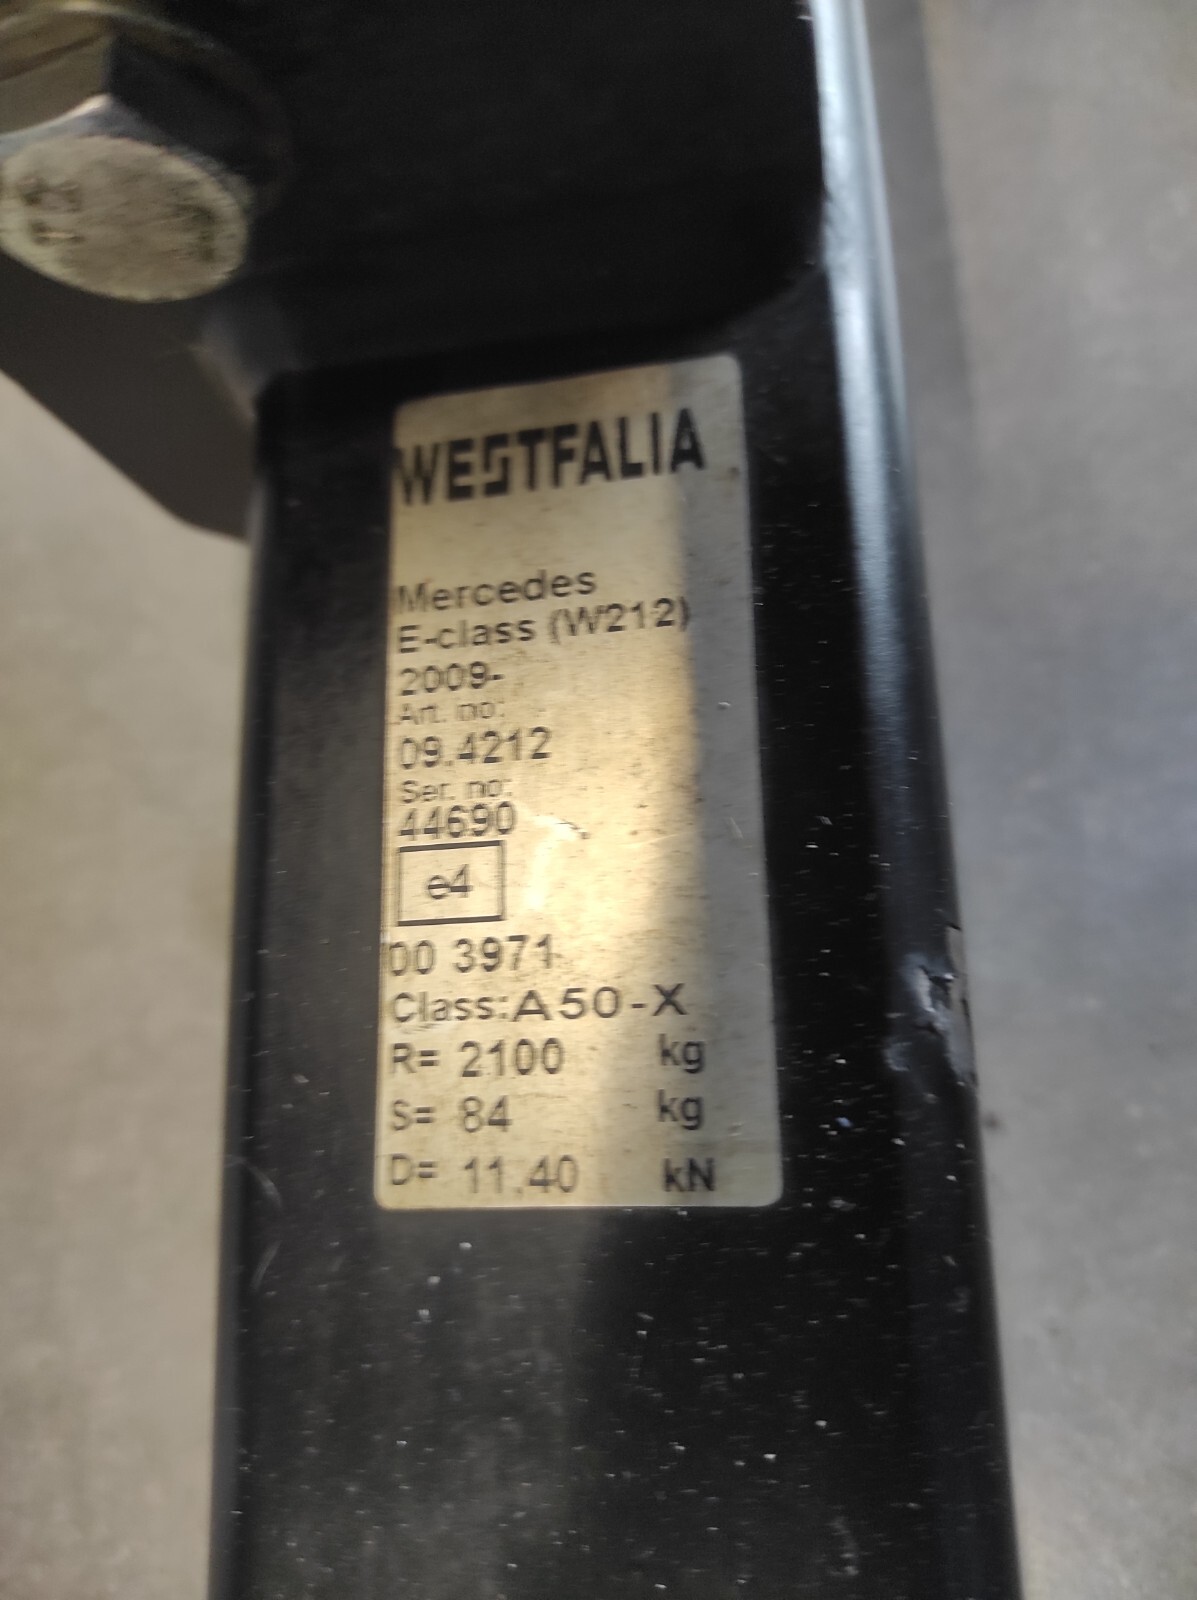 WESTFALIA
Mercedes
E-class (W212)
2009-
Art. no:
09.4212
Ser. no:
44690
e4
00 3971
Class: A50-X
R= 2100 kg
S= 84 kg
D= 11.40 kN